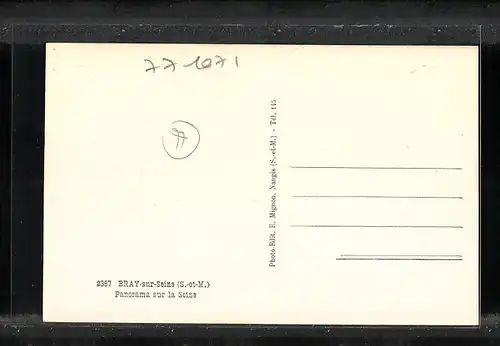 77 1071
77
2367 BRAY-sur-Seine (S.-et-M.)
Panorama sur la Seine
Photo-Edit. E. Mignon, Nangis (S.-et-M.) - Tél. 145